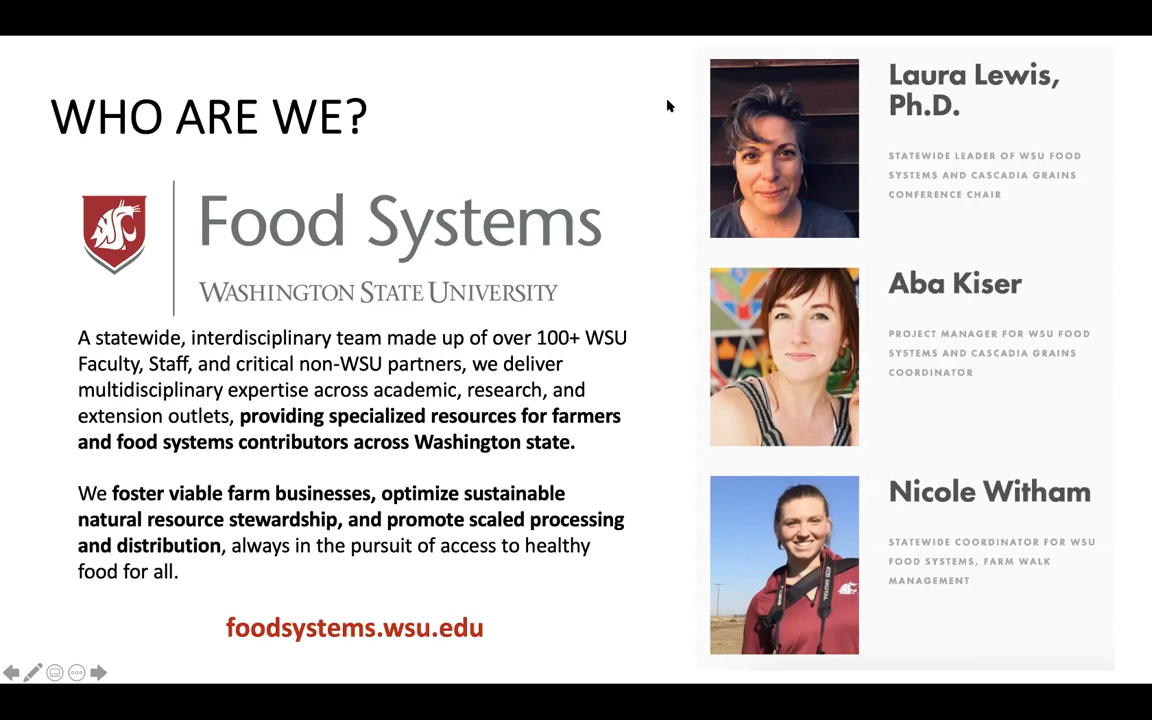 WHO ARE WE?
Food Systems
WASHINGTON STATE UNIVERSITY
A statewide, interdisciplinary team made up of over 100+ WSU
Faculty, Staff, and critical non-WSU partners, we deliver
multidisciplinary expertise across academic, research, and
extension outlets, providing specialized resources for farmers
and food systems contributors across Washington state.
We foster viable farm businesses, optimize sustainable
natural resource stewardship, and promote scaled processing
and distribution, always in the pursuit of access to healthy
food for all.
foodsystems.wsu.edu
Laura Lewis,
Ph.D.
STATEWIDE LEADER OF WSU FOOD
SYSTEMS AND CASCADIA GRAINS
CONFERENCE CHAIR
Aba Kiser
PROJECT MANAGER FOR WSU FOOD
SYSTEMS AND CASCADIA GRAINS
COORDINATOR
Nicole Witham
STATEWIDE COORDINATOR FOR WSU
FOOD SYSTEMS, FARM WALK
MANAGEMENT